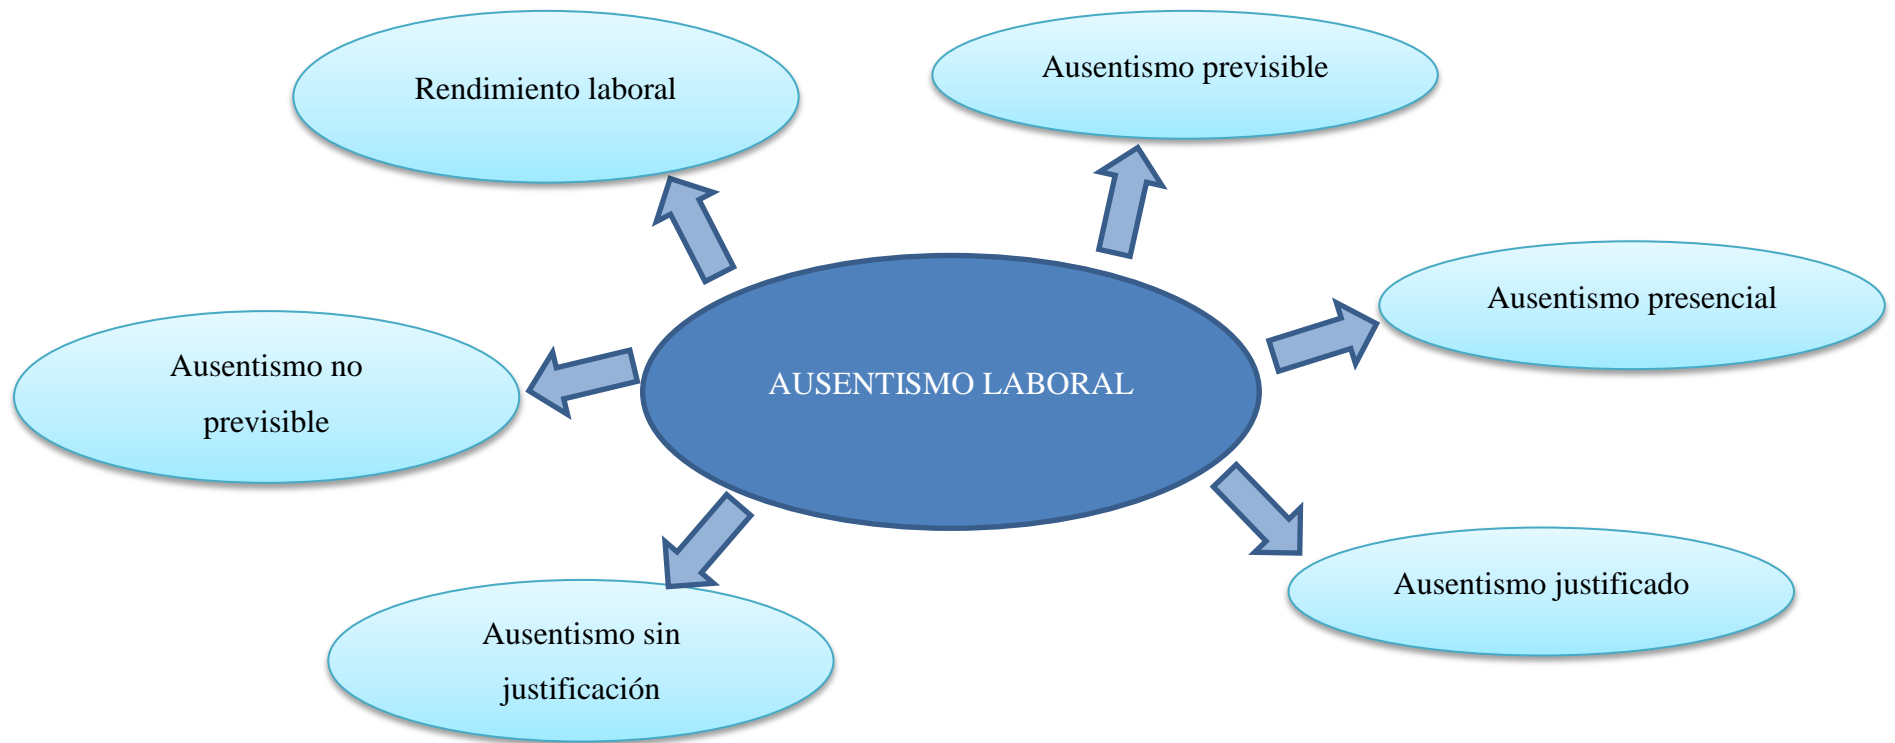 Rendimiento laboral
Ausentismo previsible
Ausentismo presencial
Ausentismo no
previsible
AUSENTISMO LABORAL
Ausentismo justificado
Ausentismo sin
justificación